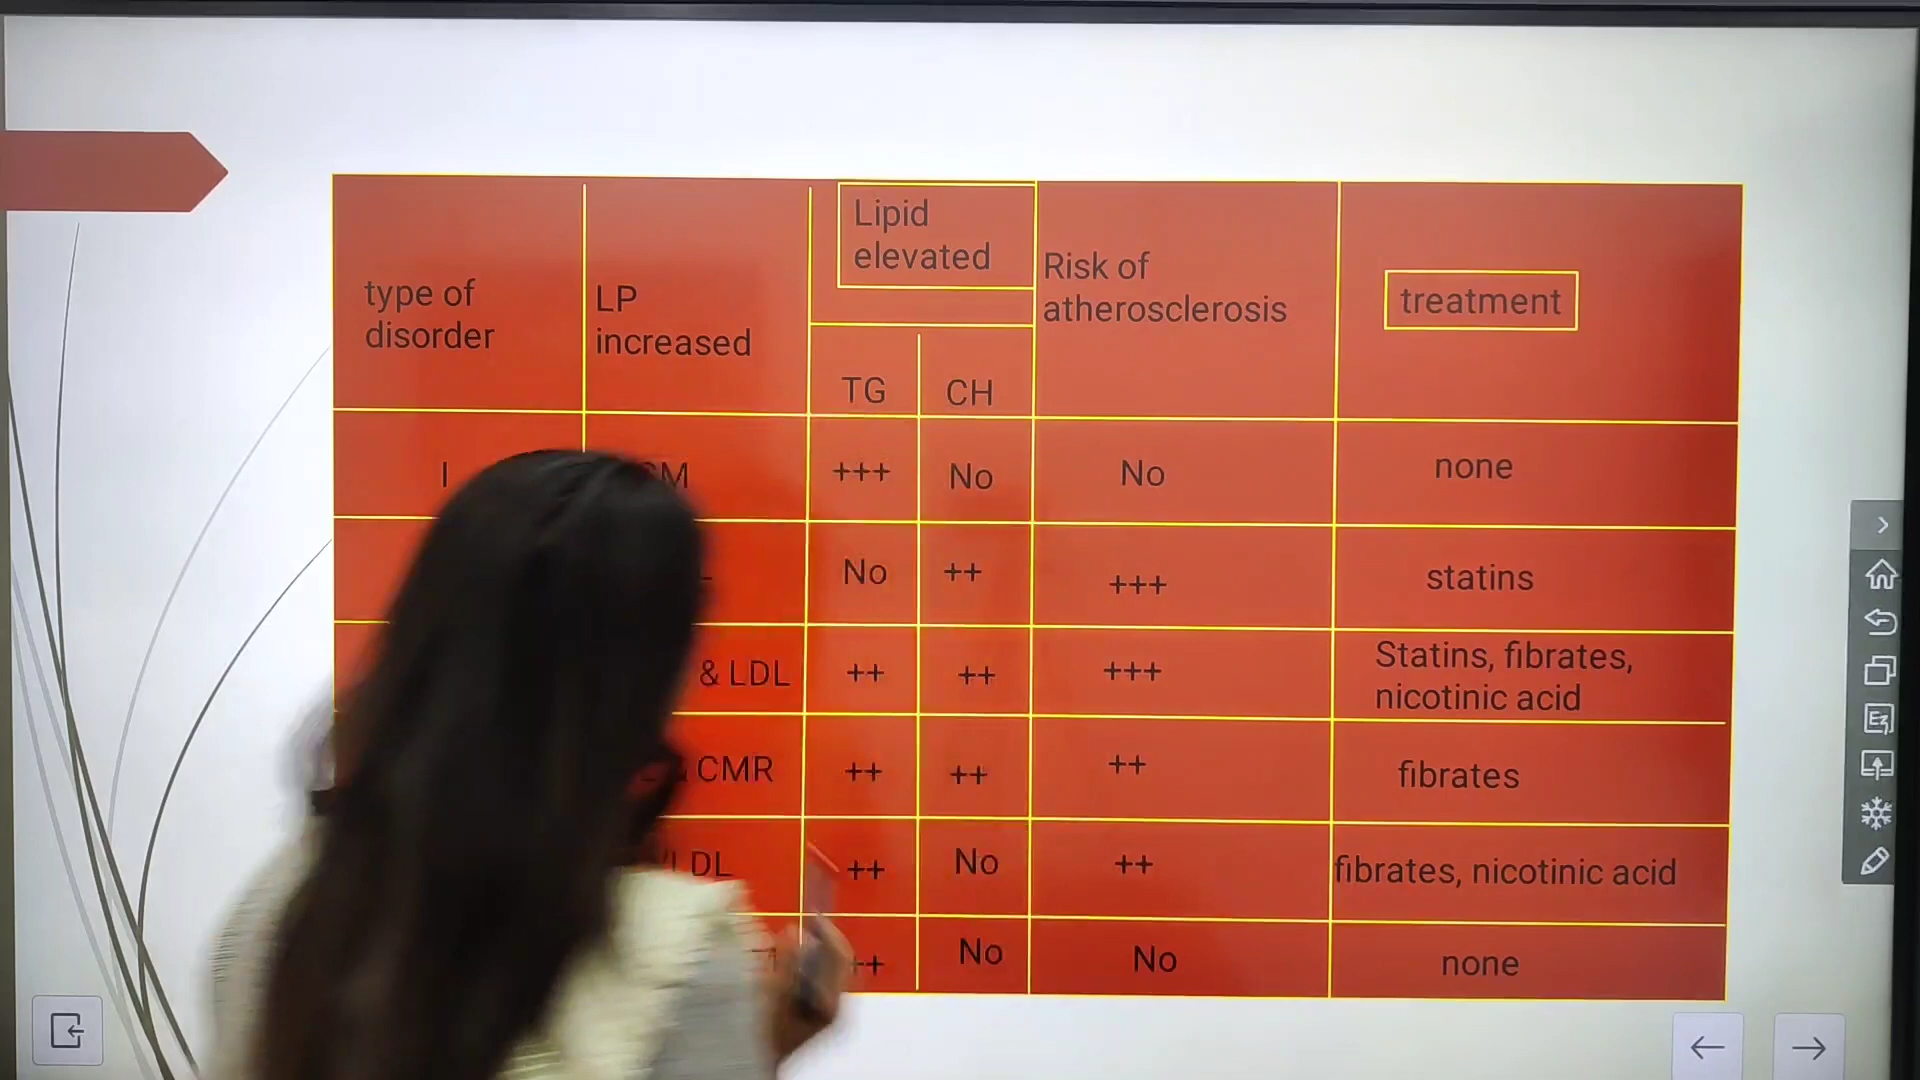 type of
disorder
LP
increased
Lipid
elevated
TG
CH
Risk of
atherosclerosis
treatment
I
+++
No
No
none
No
++
+++
statins
& LDL
++
++
+++
Statins, fibrates,
nicotinic acid
& CMR
++
++
++
fibrates
VLDL
++
No
++
fibrates, nicotinic acid
++
No
No
none